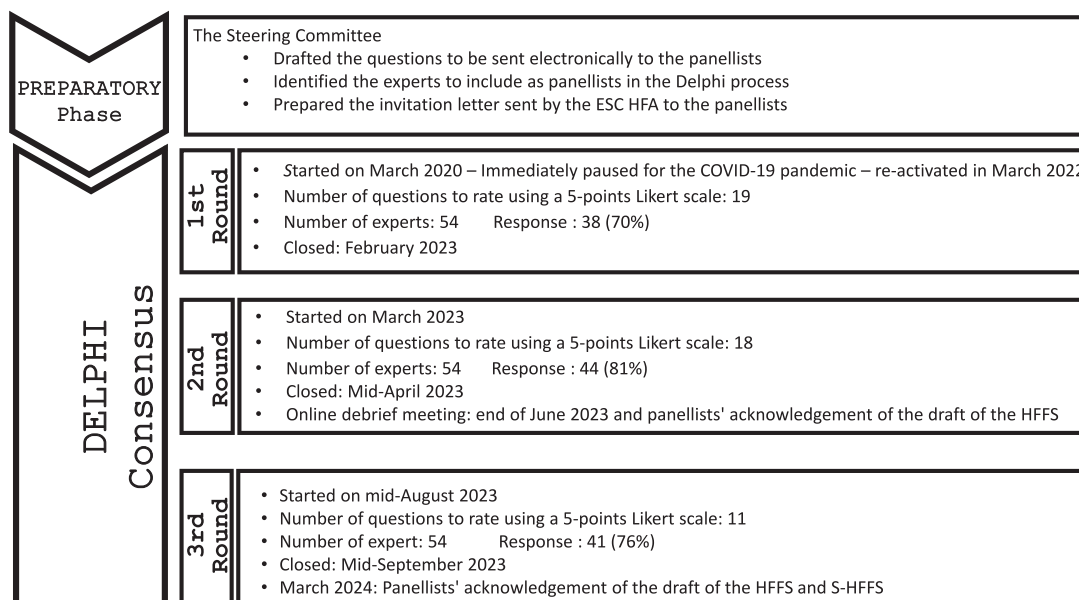 PREPARATORY
Phase
The Steering Committee
• Drafted the questions to be sent electronically to the panellists
• Identified the experts to include as panellists in the Delphi process
• Prepared the invitation letter sent by the ESC HFA to the panellists
DELPHI
Consensus
1st
Round
• Started on March 2020 – Immediately paused for the COVID-19 pandemic – re-activated in March 2022
• Number of questions to rate using a 5-points Likert scale: 19
• Number of experts: 54 Response : 38 (70%)
• Closed: February 2023
2nd
Round
• Started on March 2023
• Number of questions to rate using a 5-points Likert scale: 18
• Number of experts: 54 Response : 44 (81%)
• Closed: Mid-April 2023
• Online debrief meeting: end of June 2023 and panellists' acknowledgement of the draft of the HFFS
3rd
Round
• Started on mid-August 2023
• Number of questions to rate using a 5-points Likert scale: 11
• Number of expert: 54 Response : 41 (76%)
• Closed: Mid-September 2023
• March 2024: Panellists' acknowledgement of the draft of the HFFS and S-HFFS